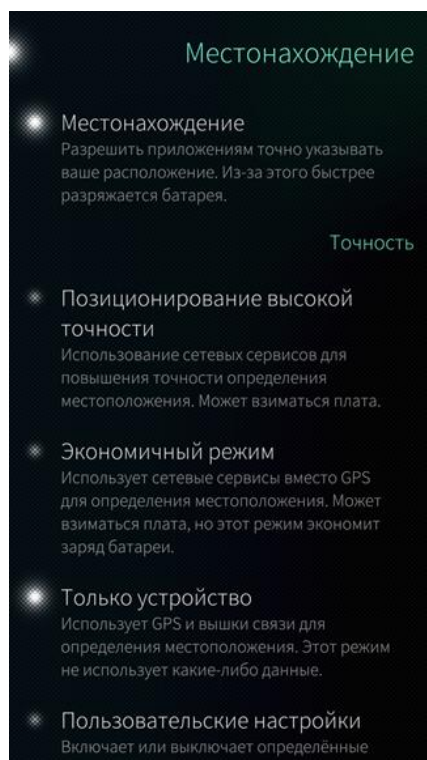 Местонахождение
Местонахождение
Разрешить приложениям точно указывать
ваше расположение. Из-за этого быстрее
разряжается батарея.
Точность
Позиционирование высокой
точности
Использование сетевых сервисов для
повышения точности определения
местоположения. Может взиматься плата.
Экономичный режим
Использует сетевые сервисы вместо GPS
для определения местоположения. Может
взиматься плата, но этот режим экономит
заряд батареи.
Только устройство
Использует GPS и вышки связи для
определения местоположения. Этот режим
не использует какие-либо данные.
Пользовательские настройки
Включает или выключает определённые